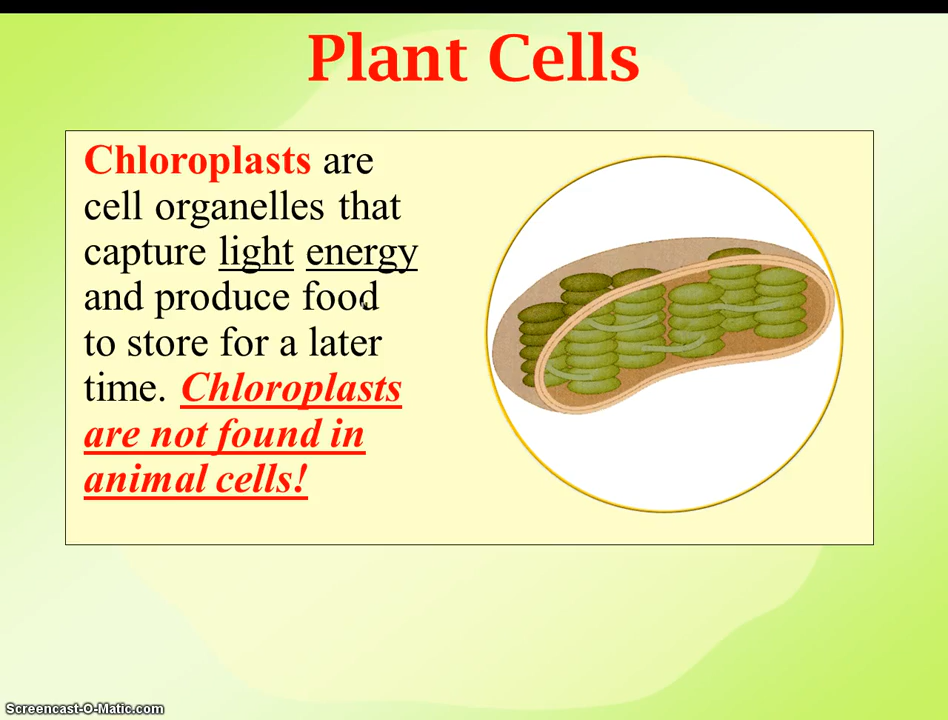 Plant Cells
Chloroplasts are
cell organelles that
capture light energy
and produce food
to store for a later
time. Chloroplasts
are not found in
animal cells!
Screencast-O-Matic.com